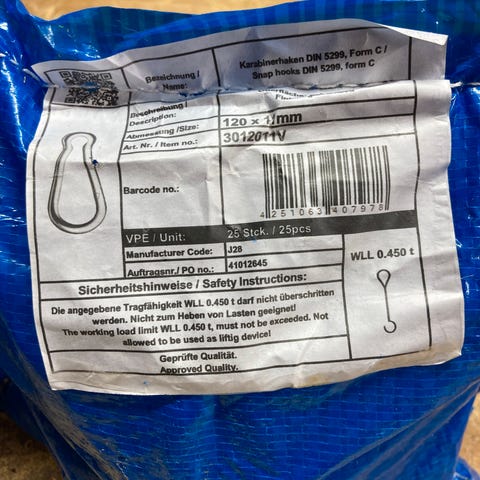 Bezeichnung / Name:
Karabinerhaken DIN 5299, Form C /
Snap hooks DIN 5299, form C
Beschreibung /
Description:
Abmessung /Size:
120 x 11mm
Art. Nr. / Item no.:
3012011V
Barcode no.:
4 251063 407978
VPE / Unit:
25 Stck. / 25pcs
Manufacturer Code:
J28
Auftragsnr./ PO no.:
41012645
WLL 0.450 t
Sicherheitshinweise / Safety Instructions:
Die angegebene Tragfähigkeit WLL 0.450 t darf nicht überschritten
werden. Nicht zum Heben von Lasten geeignet!
The working load limit WLL 0.450 t, must not be exceeded. Not
allowed to be used as liftig device!
Geprüfte Qualität.
Approved Quality.